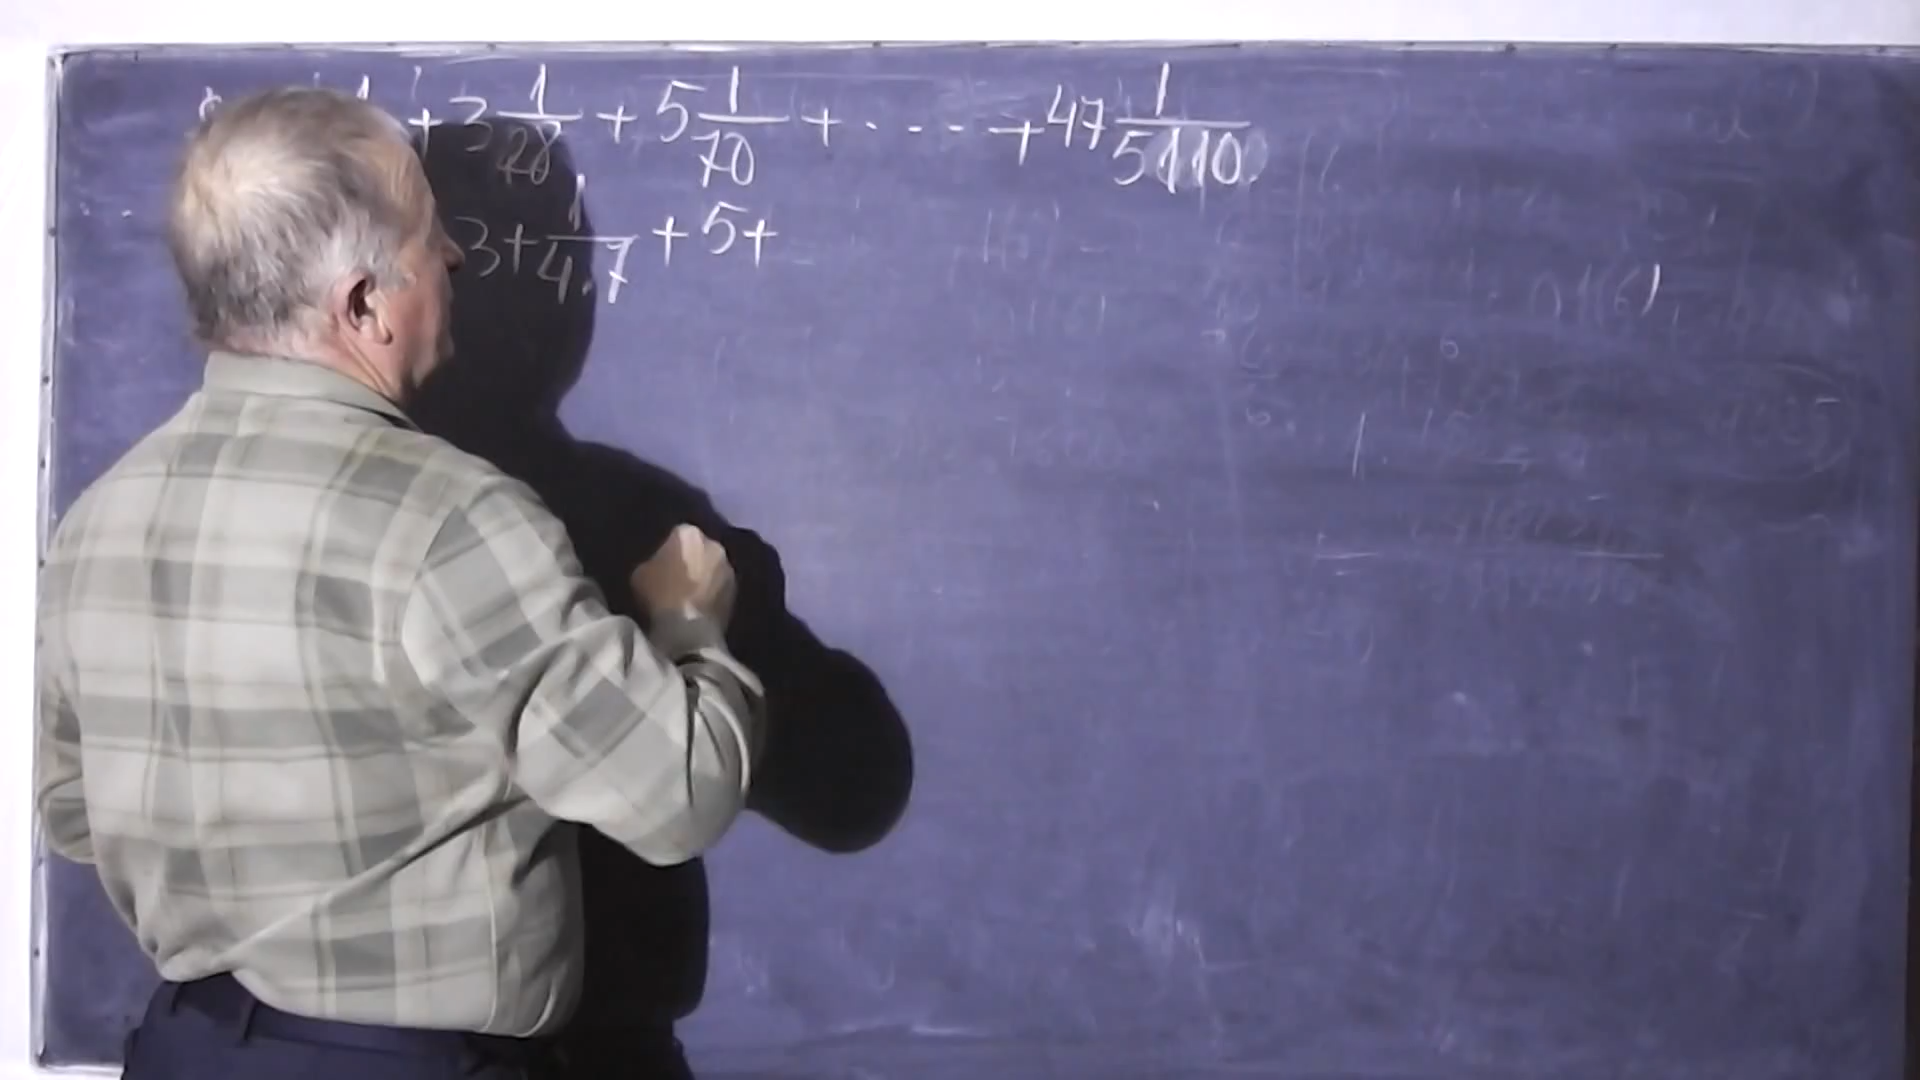 + 3 1/28 + 5 1/70 + . . . . + 47 1/5110.
3 + 1/4.7 + 5 +